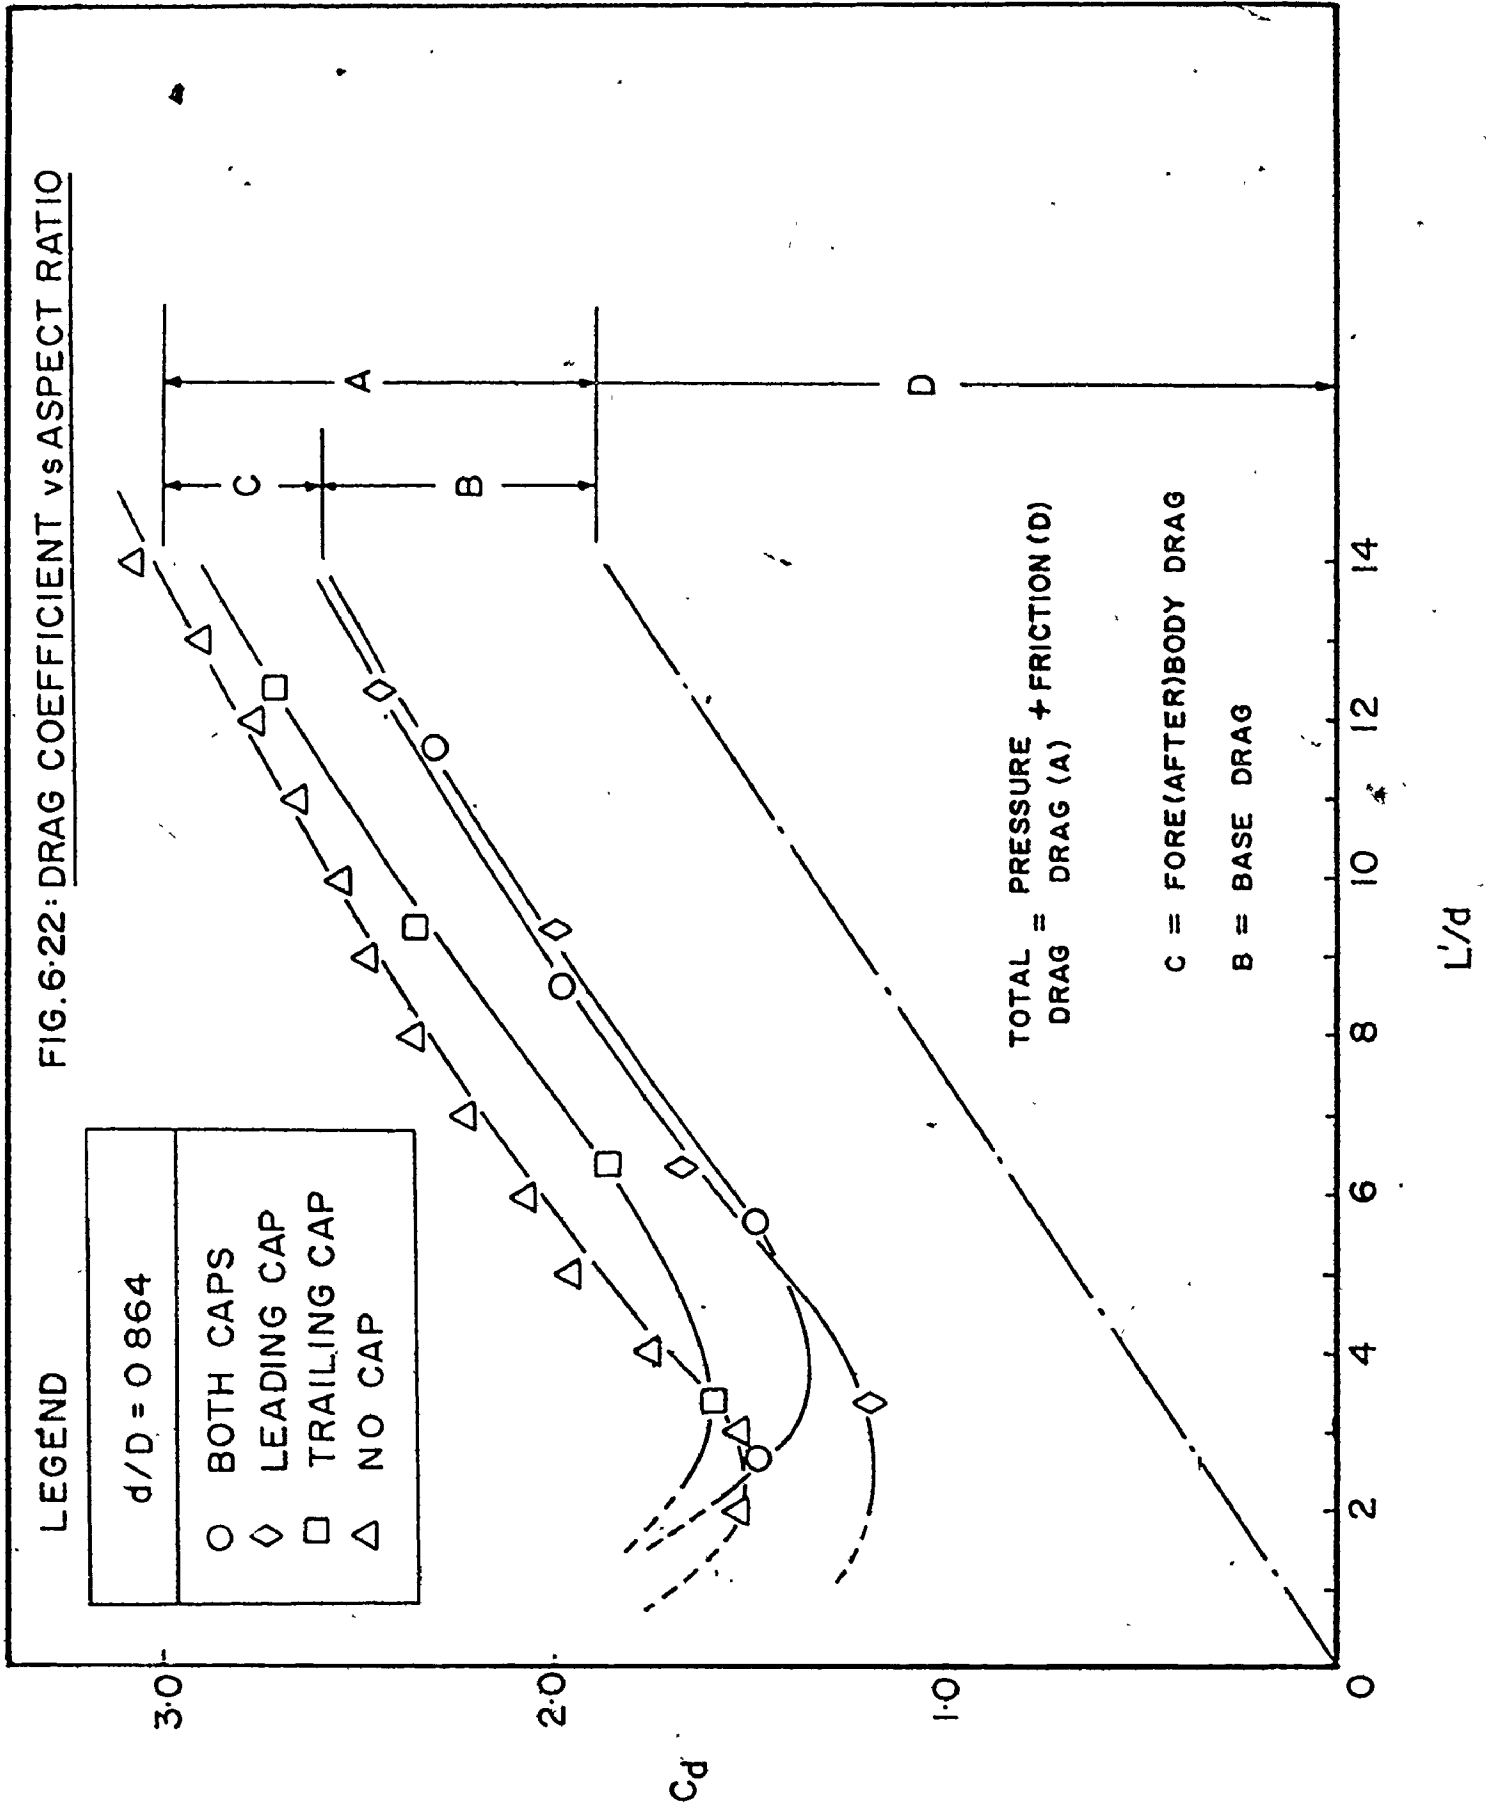 FIG.6·22: DRAG COEFFICIENT vs ASPECT RATIO
LEGEND
d/D = 0 864
BOTH CAPS
LEADING CAP
TRAILING CAP
NO CAP
C
A
B
D
TOTAL DRAG = PRESSURE DRAG (A) + FRICTION (D)
C = FORE(AFTER)BODY DRAG
B = BASE DRAG
3·0
2·0
1·0
Cd
0
2
4
6
8
10
12
14
L'/d